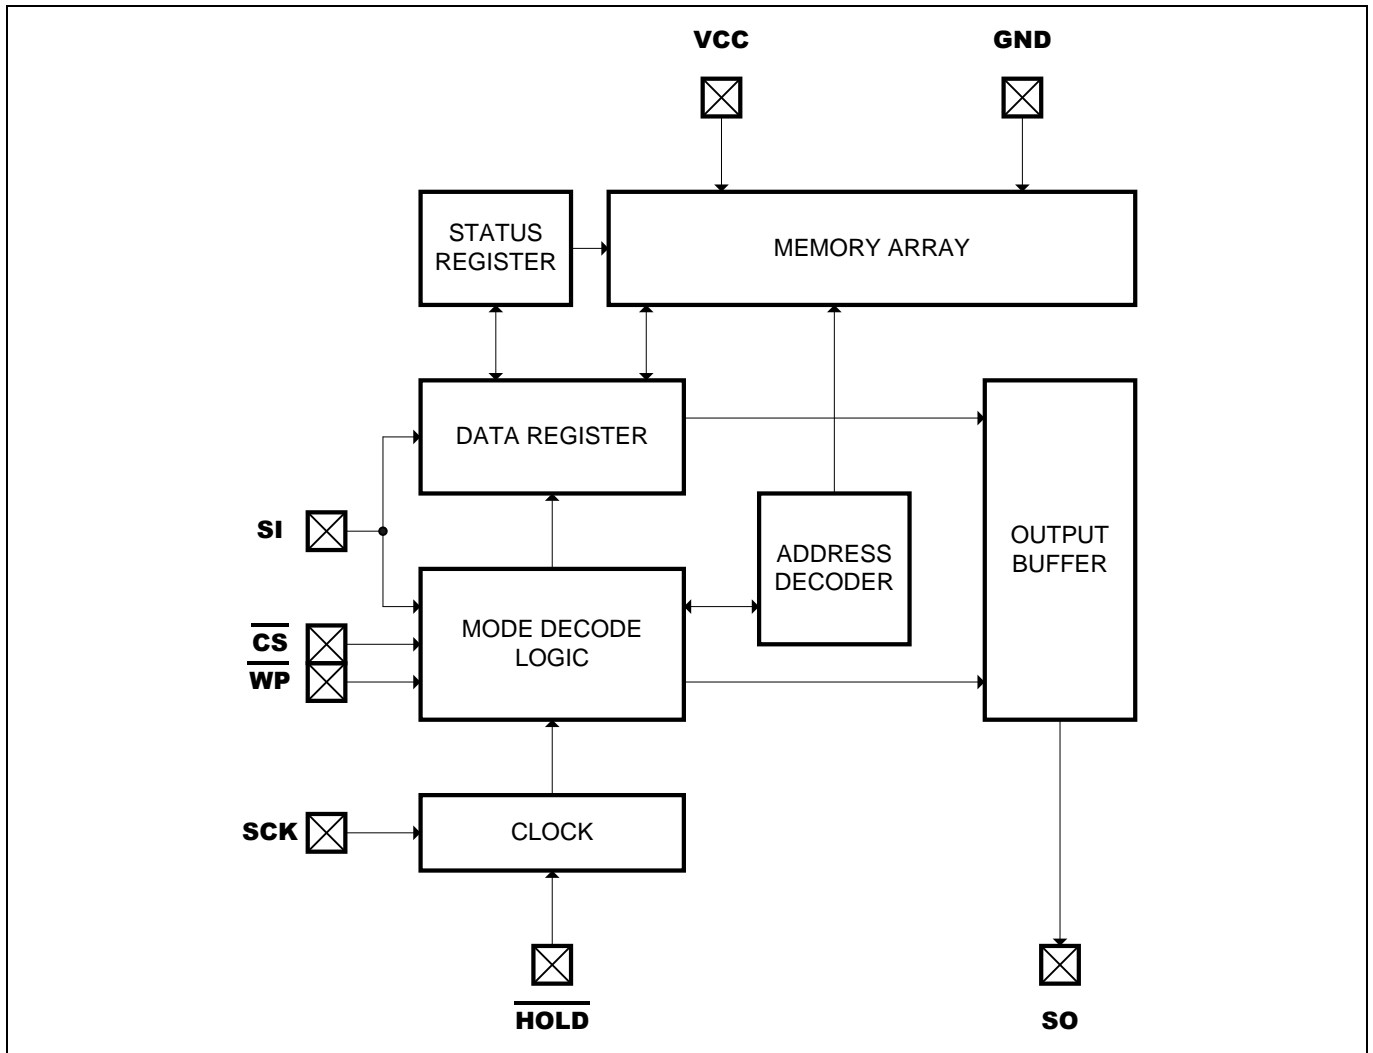 VCC
GND
STATUS
REGISTER
MEMORY ARRAY
DATA REGISTER
SI
ADDRESS
DECODER
OUTPUT
BUFFER
CS
WP
MODE DECODE
LOGIC
SCK
CLOCK
HOLD
SO